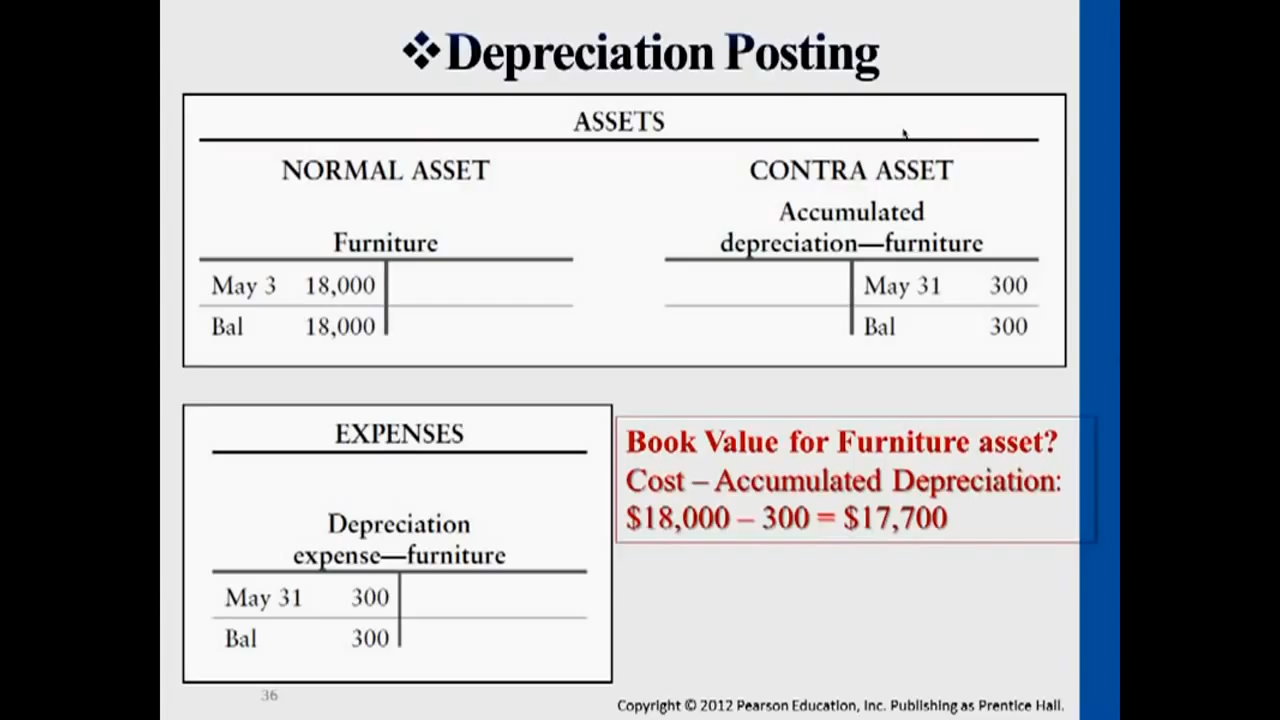 ❖Depreciation Posting
ASSETS
NORMAL ASSET
CONTRA ASSET
Accumulated
Furniture
depreciation—furniture
May 3 18,000
May 31 300
Bal 18,000
Bal 300
EXPENSES
Book Value for Furniture asset?
Cost – Accumulated Depreciation:
$18,000 – 300 = $17,700
Depreciation
expense—furniture
May 31 300
Bal 300
36
Copyright © 2012 Pearson Education, Inc. Publishing as Prentice Hall.